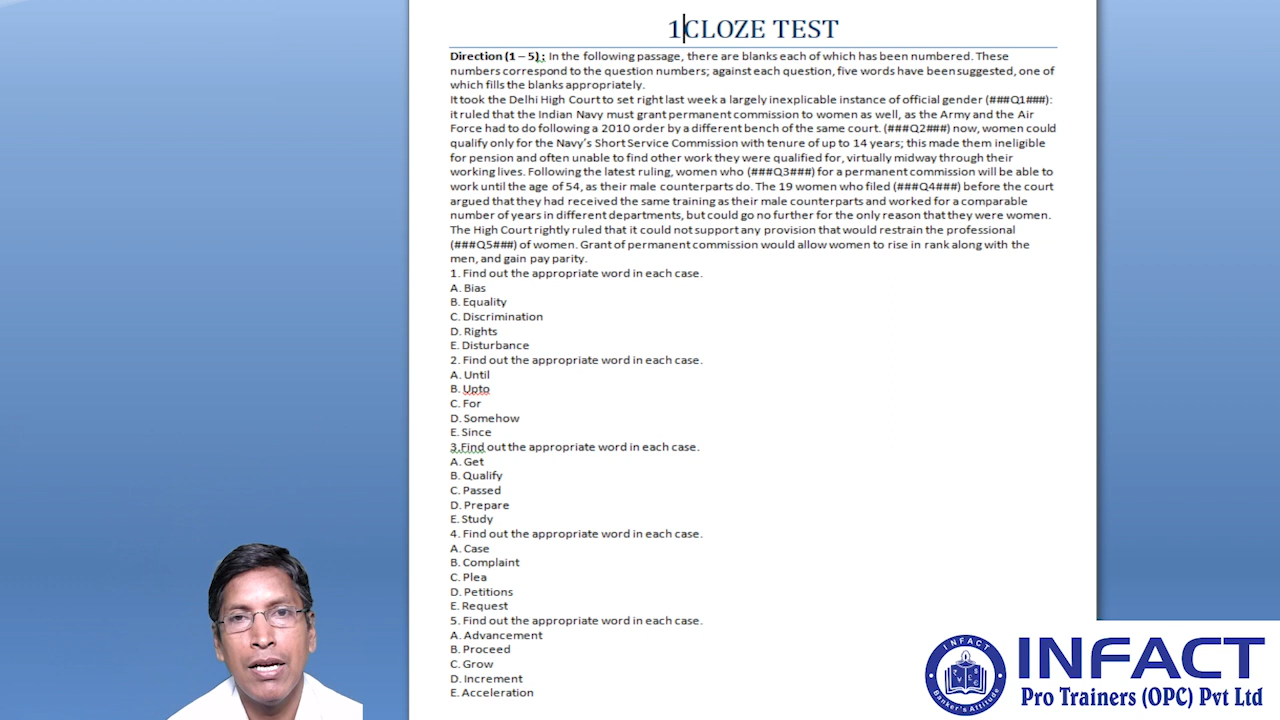 1CLOZE TEST
Direction (1 – 5) : In the following passage, there are blanks each of which has been numbered. These
numbers correspond to the question numbers; against each question, five words have been suggested, one of
which fills the blanks appropriately.
It took the Delhi High Court to set right last week a largely inexplicable instance of official gender (###Q1###):
it ruled that the Indian Navy must grant permanent commission to women as well, as the Army and the Air
Force had to do following a 2010 order by a different bench of the same court. (###Q2###) now, women could
qualify only for the Navy's Short Service Commission with tenure of up to 14 years; this made them ineligible
for pension and often unable to find other work they were qualified for, virtually midway through their
working lives. Following the latest ruling, women who (###Q3###) for a permanent commission will be able to
work until the age of 54, as their male counterparts do. The 19 women who filed (###Q4###) before the court
argued that they had received the same training as their male counterparts and worked for a comparable
number of years in different departments, but could go no further for the only reason that they were women.
The High Court rightly ruled that it could not support any provision that would restrain the professional
(###Q5###) of women. Grant of permanent commission would allow women to rise in rank along with the
men, and gain pay parity.
1. Find out the appropriate word in each case.
A. Bias
B. Equality
C. Discrimination
D. Rights
E. Disturbance
2. Find out the appropriate word in each case.
A. Until
B. Upto
C. For
D. Somehow
E. Since
3.Find out the appropriate word in each case.
A. Get
B. Qualify
C. Passed
D. Prepare
E. Study
4. Find out the appropriate word in each case.
A. Case
B. Complaint
C. Plea
D. Petitions
E. Request
5. Find out the appropriate word in each case.
A. Advancement
B. Proceed
C. Grow
D. Increment
E. Acceleration
INFACT
Banker's Attitude
INFACT
Pro Trainers (OPC) Pvt Ltd